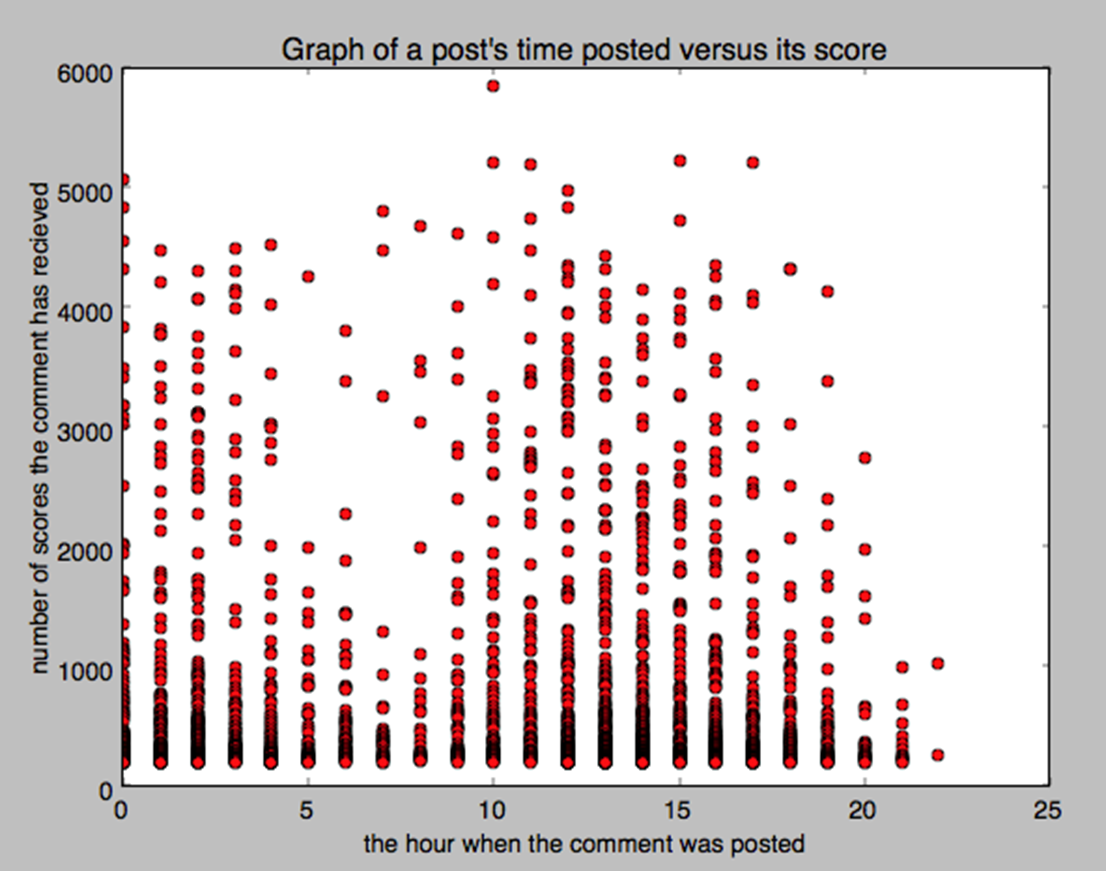 Graph of a post's time posted versus its score
6000
5000
4000
3000
2000
1000
0
number of scores the comment has recieved
0 5 10 15 20 25
the hour when the comment was posted